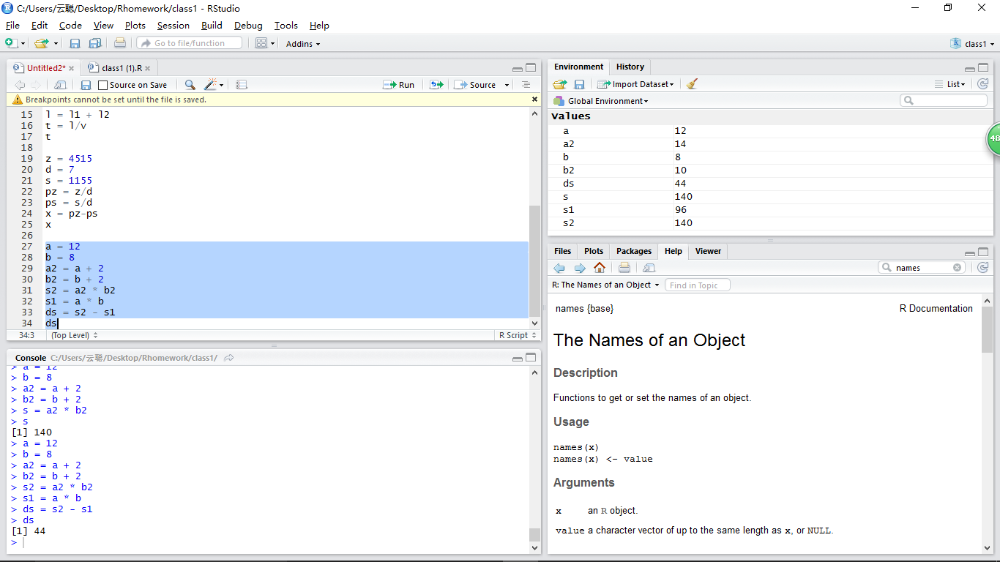 C:/Users/云聪/Desktop/Rhomework/class1 - RStudio
File Edit Code View Plots Session Build Debug Tools Help
Go to file/function Addins class1
Untitled2* class1 (1).R
Source on Save Run Source
Breakpoints cannot be set until the file is saved.
15 l = l1 + l2
16 t = l/v
17 t
18
19 z = 4515
20 d = 7
21 s = 1155
22 pz = z/d
23 ps = s/d
24 x = pz-ps
25 x
26
27 a = 12
28 b = 8
29 a2 = a + 2
30 b2 = b + 2
31 s2 = a2 * b2
32 s1 = a * b
33 ds = s2 - s1
34 ds
34:3 (Top Level) R Script
Console C:/Users/云聪/Desktop/Rhomework/class1/
> a = 12
> b = 8
> a2 = a + 2
> b2 = b + 2
> s = a2 * b2
> s
[1] 140
> a = 12
> b = 8
> a2 = a + 2
> b2 = b + 2
> s2 = a2 * b2
> s1 = a * b
> ds = s2 - s1
> ds
[1] 44
>
Environment History
Import Dataset List
Global Environment
Values
a 12
a2 14
b 8
b2 10
ds 44
s 140
s1 96
s2 140
48
Files Plots Packages Help Viewer
names
R: The Names of an Object Find in Topic
names {base} R Documentation
The Names of an Object
Description
Functions to get or set the names of an object.
Usage
names(x)
names(x) <- value
Arguments
x an R object.
value a character vector of up to the same length as x, or NULL.